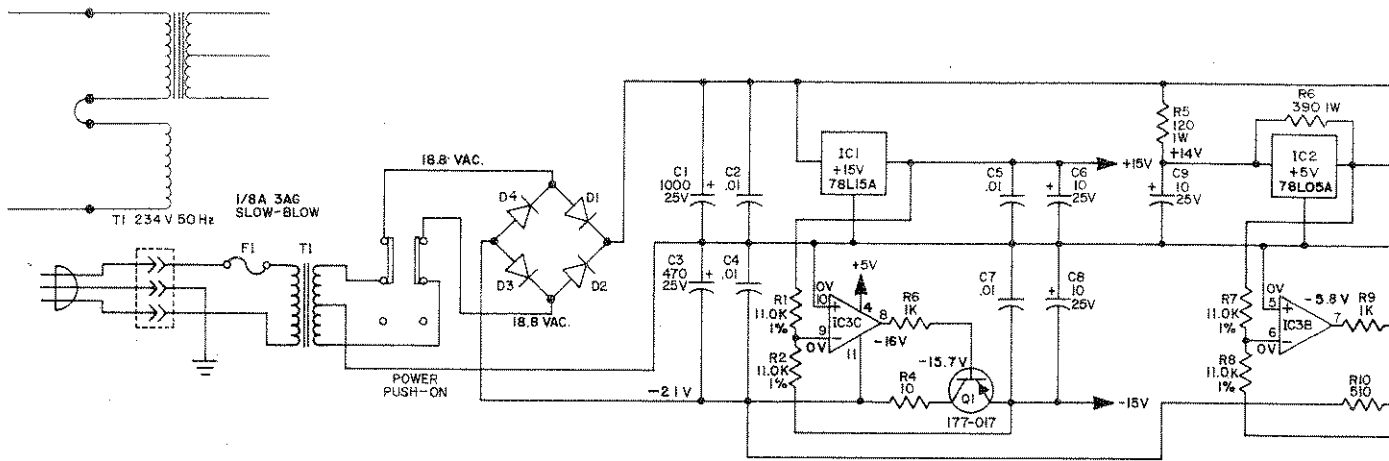 T1 234V 50Hz
1/8A 3AG
SLOW-BLOW
F1
T1
POWER
PUSH-ON
18.8 VAC.
D4
D1
D3
D2
18.8 VAC.
-21V
C1
1000
25V
+
C2
.01
C3
470
25V
+
C4
.01
IC1
+15V
78L15A
R1
11.0K
1%
R2
11.0K
1%
0V
10
+
9
-
0V
+5V
4
IC3C
8
11
-16V
R6
1K
-15.7V
R4
10
Q1
177-017
C5
.01
C6
10
25V
+
+15V
C7
.01
C8
10
25V
+
-15V
R5
120
1W
+14V
C9
10
25V
+
R6
390 1W
IC2
+5V
78L05A
R7
11.0K
1%
R8
11.0K
1%
0V
5
+
6
-
0V
IC3B
-5.8V
7
R9
1K
R10
510